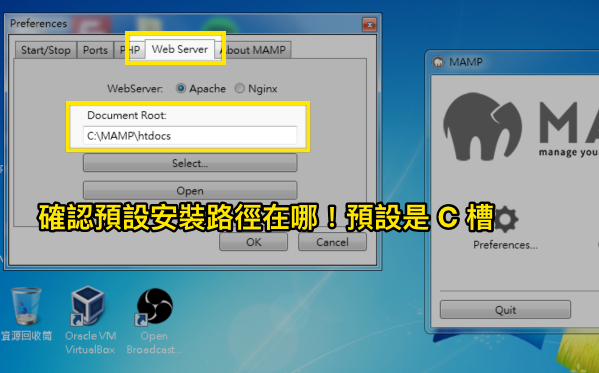 Preferences
Start/Stop
Ports
PHP
Web Server
About MAMP
WebServer:
Apache
Nginx
Document Root:
C:\MAMP\htdocs
Select...
Open
確認預設安裝路徑在哪！預設是 C 槽
OK
Cancel
MAMP
manage you
Preferences...
Quit
資源回收筒
Oracle VM
VirtualBox
Open
Broadcast...